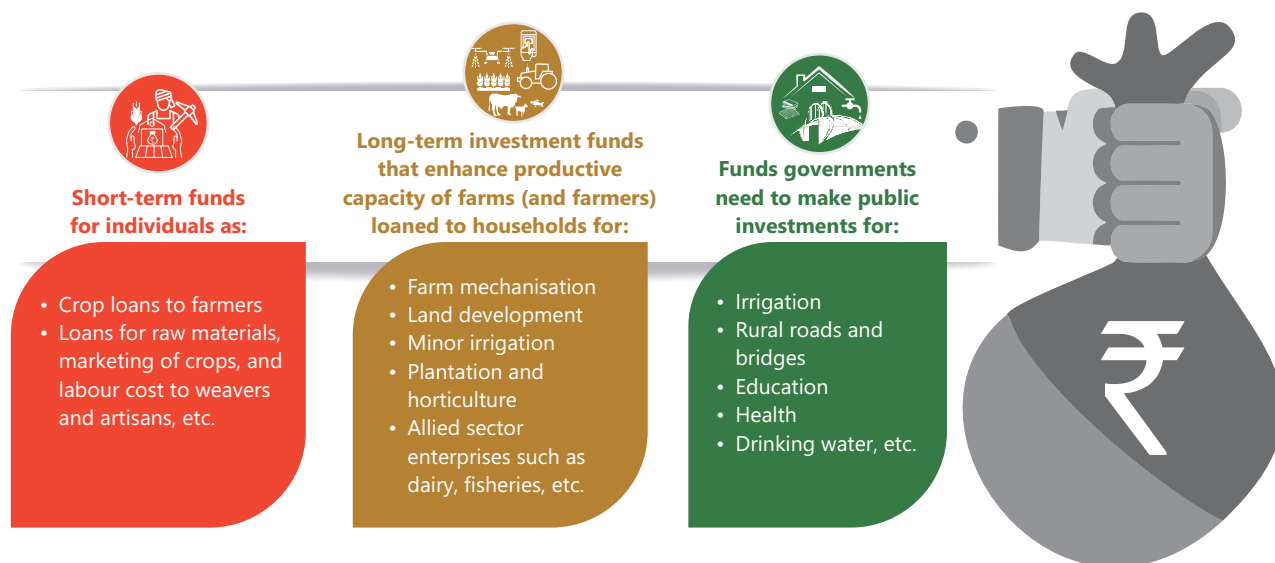 Short-term funds
for individuals as:
• Crop loans to farmers
• Loans for raw materials,
marketing of crops, and
labour cost to weavers
and artisans, etc.
Long-term investment funds
that enhance productive
capacity of farms (and farmers)
loaned to households for:
• Farm mechanisation
• Land development
• Minor irrigation
• Plantation and
horticulture
• Allied sector
enterprises such as
dairy, fisheries, etc.
Funds governments
need to make public
investments for:
• Irrigation
• Rural roads and
bridges
• Education
• Health
• Drinking water, etc.
₹